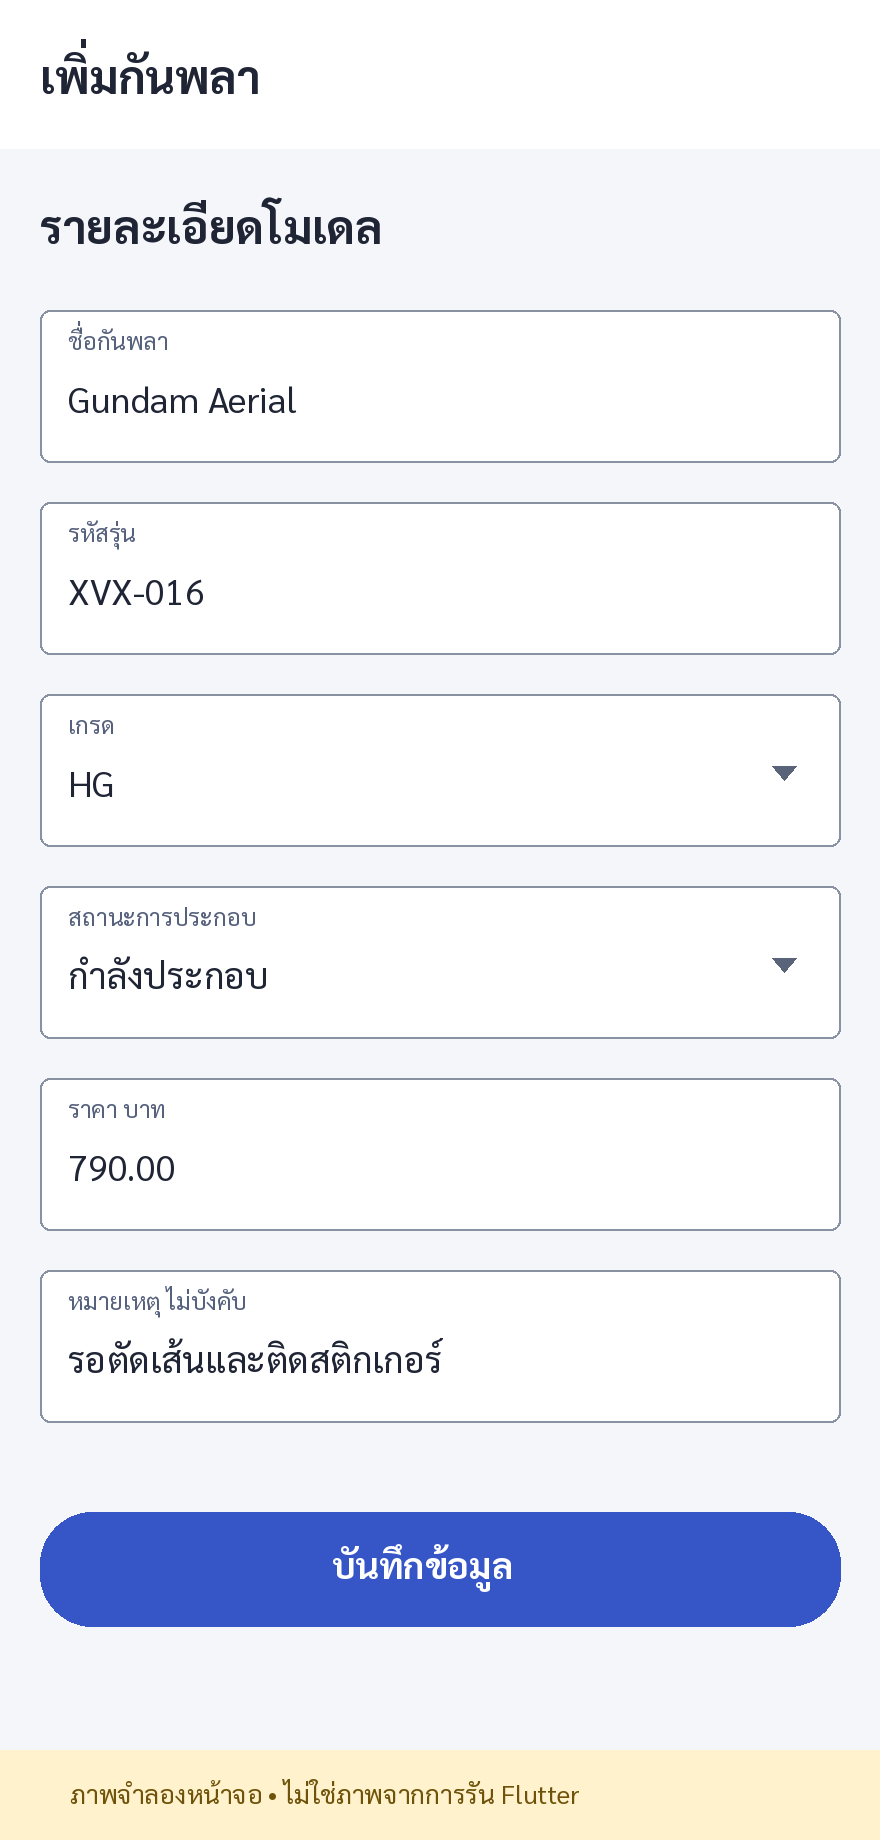 เพิ่มกันพลา
รายละเอียดโมเดล
ชื่อกันพลา
Gundam Aerial
รหัสรุ่น
XVX-016
เกรด
HG
สถานะการประกอบ
กำลังประกอบ
ราคา บาท
790.00
หมายเหตุ ไม่บังคับ
รอตัดเส้นและติดสติกเกอร์
บันทึกข้อมูล
ภาพจำลองหน้าจอ • ไม่ใช่ภาพจากการรัน Flutter